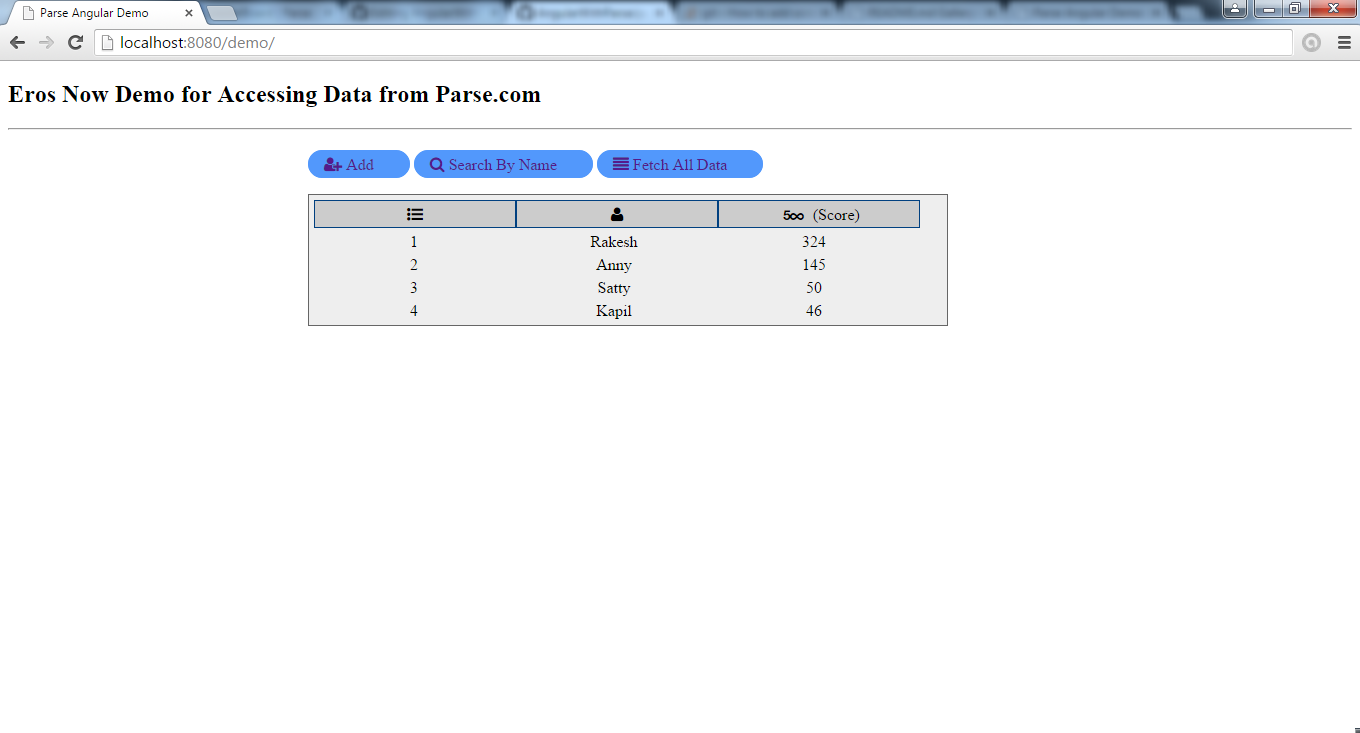 Parse Angular Demo
localhost:8080/demo/
Eros Now Demo for Accessing Data from Parse.com
Add Search By Name Fetch All Data
(Score)
1 Rakesh 324
2 Anny 145
3 Satty 50
4 Kapil 46